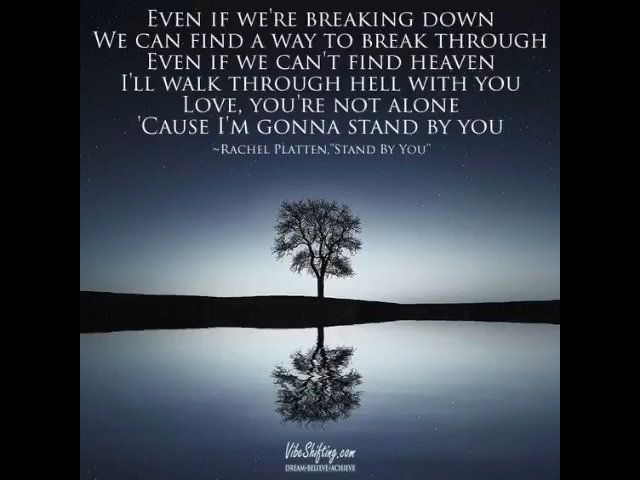 EVEN IF WE'RE BREAKING DOWN
WE CAN FIND A WAY TO BREAK THROUGH
EVEN IF WE CAN'T FIND HEAVEN
I'LL WALK THROUGH HELL WITH YOU
LOVE, YOU'RE NOT ALONE
'CAUSE I'M GONNA STAND BY YOU
~RACHEL PLATTEN,"STAND BY YOU"
VibeShifting.com
DREAM•BELIEVE•ACHIEVE